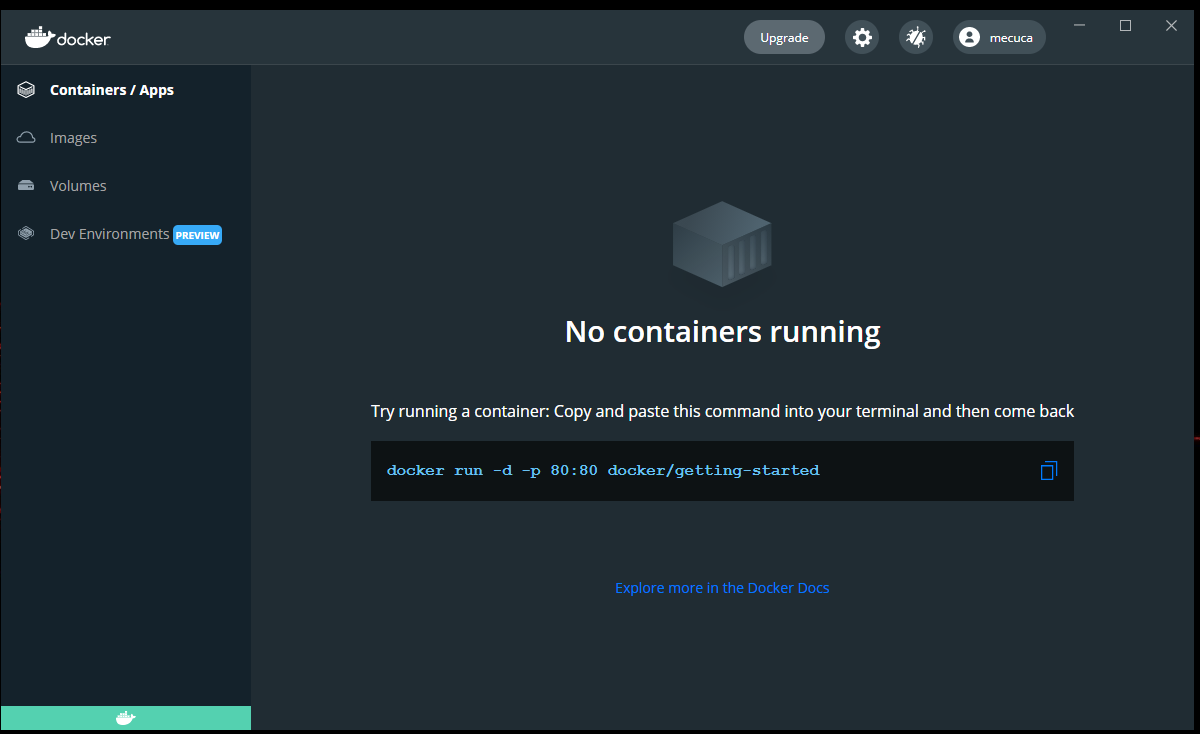 docker
Upgrade
mecuca
Containers / Apps
Images
Volumes
Dev Environments PREVIEW
No containers running
Try running a container: Copy and paste this command into your terminal and then come back
docker run -d -p 80:80 docker/getting-started
Explore more in the Docker Docs